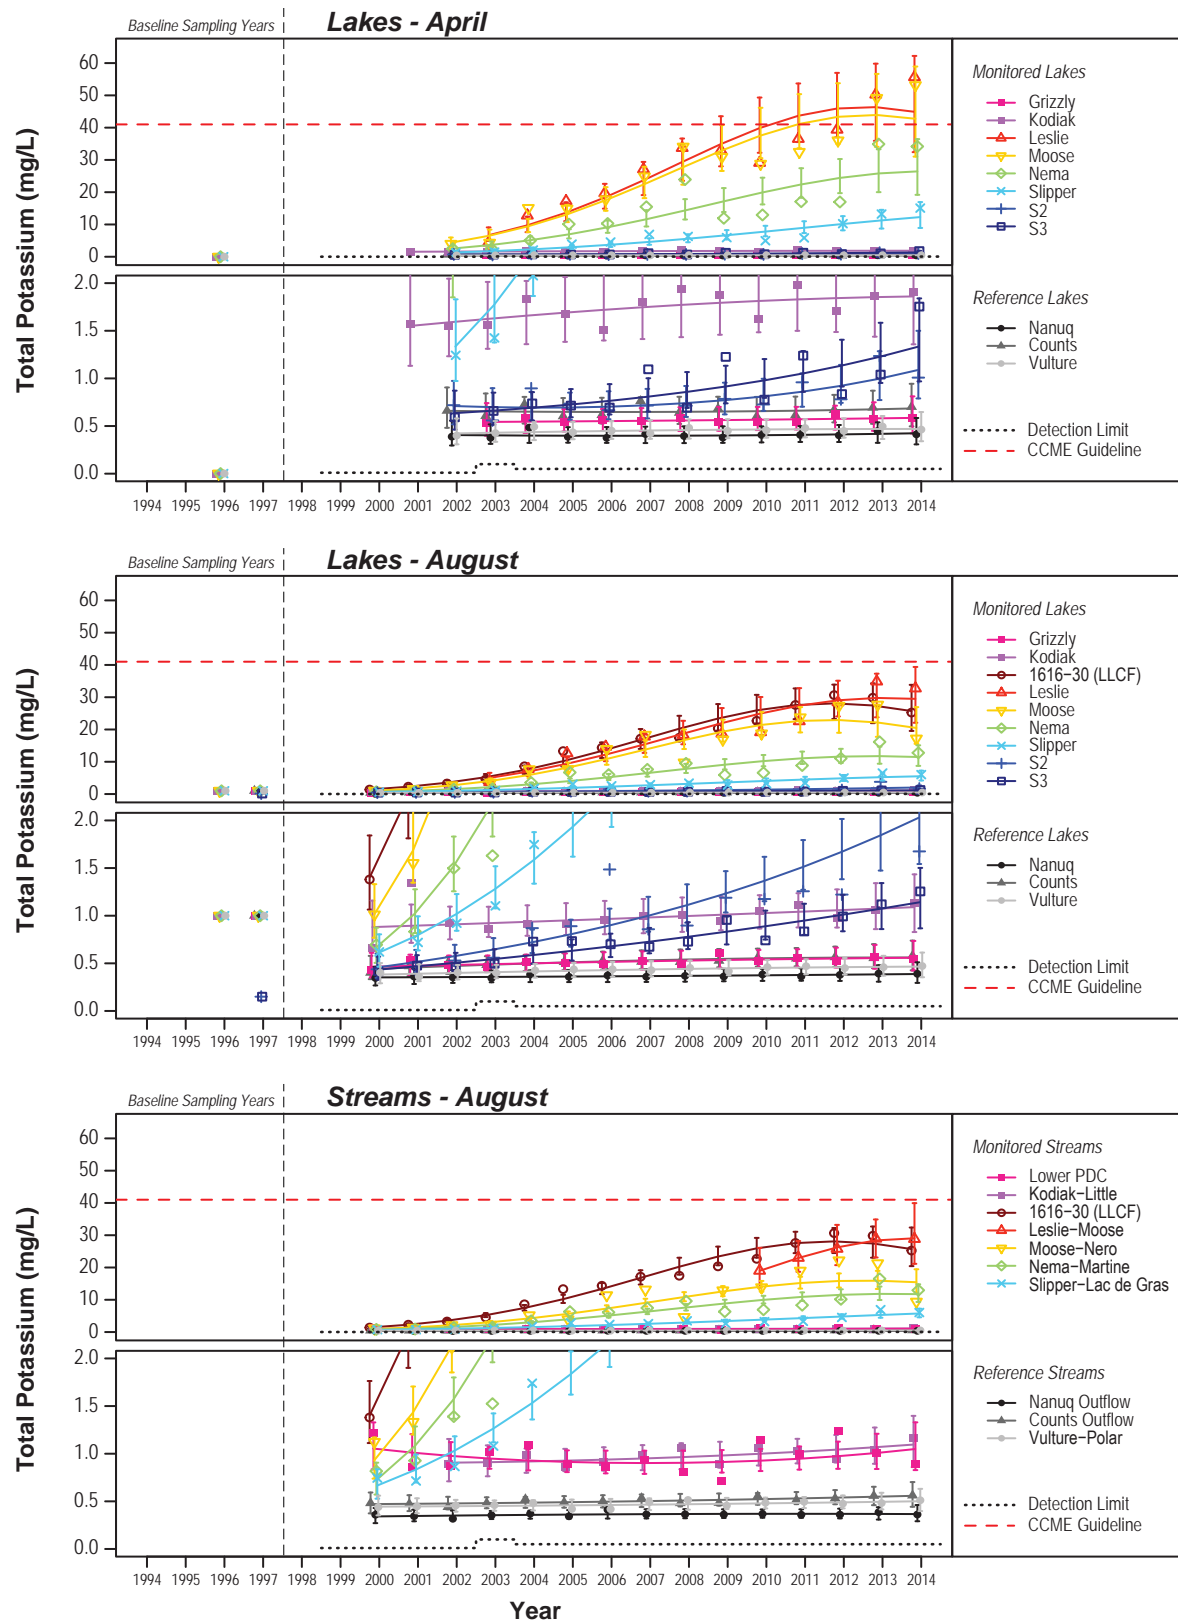 Baseline Sampling Years
Lakes - April
Total Potassium (mg/L)
60
50
40
30
20
10
0
Monitored Lakes
Grizzly
Kodiak
Leslie
Moose
Nema
Slipper
S2
S3
Total Potassium (mg/L)
2.0
1.5
1.0
0.5
0.0
Reference Lakes
Nanuq
Counts
Vulture
Detection Limit
CCME Guideline
1994 1995 1996 1997 1998 1999 2000 2001 2002 2003 2004 2005 2006 2007 2008 2009 2010 2011 2012 2013 2014
Baseline Sampling Years
Lakes - August
Total Potassium (mg/L)
60
50
40
30
20
10
0
Monitored Lakes
Grizzly
Kodiak
1616−30 (LLCF)
Leslie
Moose
Nema
Slipper
S2
S3
Total Potassium (mg/L)
2.0
1.5
1.0
0.5
0.0
Reference Lakes
Nanuq
Counts
Vulture
Detection Limit
CCME Guideline
1994 1995 1996 1997 1998 1999 2000 2001 2002 2003 2004 2005 2006 2007 2008 2009 2010 2011 2012 2013 2014
Baseline Sampling Years
Streams - August
Total Potassium (mg/L)
60
50
40
30
20
10
0
Monitored Streams
Lower PDC
Kodiak−Little
1616−30 (LLCF)
Leslie−Moose
Moose−Nero
Nema−Martine
Slipper−Lac de Gras
Total Potassium (mg/L)
2.0
1.5
1.0
0.5
0.0
Reference Streams
Nanuq Outflow
Counts Outflow
Vulture−Polar
Detection Limit
CCME Guideline
1994 1995 1996 1997 1998 1999 2000 2001 2002 2003 2004 2005 2006 2007 2008 2009 2010 2011 2012 2013 2014
Year